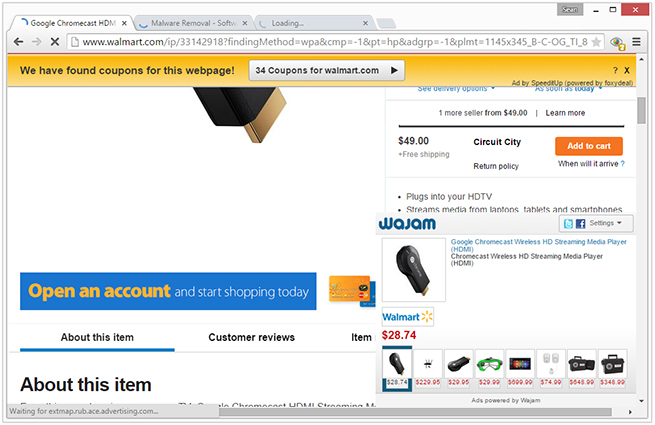 Sean
Google Chromecast HDM
Malware Removal - Softw
Loading...
www.walmart.com/ip/33142918?findingMethod=wpa&cmp=-1&pt=hp&adgrp=-1&plmt=1145x345_B-C-OG_TI_8
We have found coupons for this webpage!
34 Coupons for walmart.com
? X
Ad by SpeedItUp (powered by foxydeal)
See delivery options
As soon as today
1 more seller from $49.00 | Learn more
$49.00
Circuit City
Add to cart
+Free shipping
Return policy
When will it arrive ?
Plugs into your HDTV
Streams media from laptops, tablets and smartphones
wajam
Settings
Google Chromecast Wireless HD Streaming Media Player
(HDMI)
Chromecast Wireless HD Streaming Media Player
(HDMI)
Walmart
$28.74
Open an account and start shopping today
About this item
Customer reviews
Item
$28.74 $229.95 $29.95 $29.99 $699.99 $74.99 $648.99 $348.99
Ads powered by Wajam
About this item
Waiting for extmap.rub.ace.advertising.com...